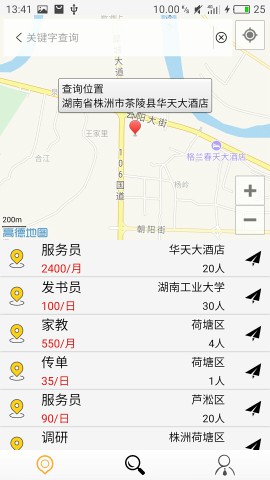 13:41
10.00 4G 25
关键字查询
大道
查询位置
湖南省株洲市茶陵县华天大酒店
云阳大街
王家里
合江
格兰春天大酒店
杨岭
106国道
朝阳街
200m
高德地图
服务员 华天大酒店
2400/月 20人
发书员 湖南工业大学
100/日 30人
家教 荷塘区
550/月 4人
传单 荷塘区
35/日 1人
服务员 芦淞区
90/日 20人
调研 株洲荷塘区